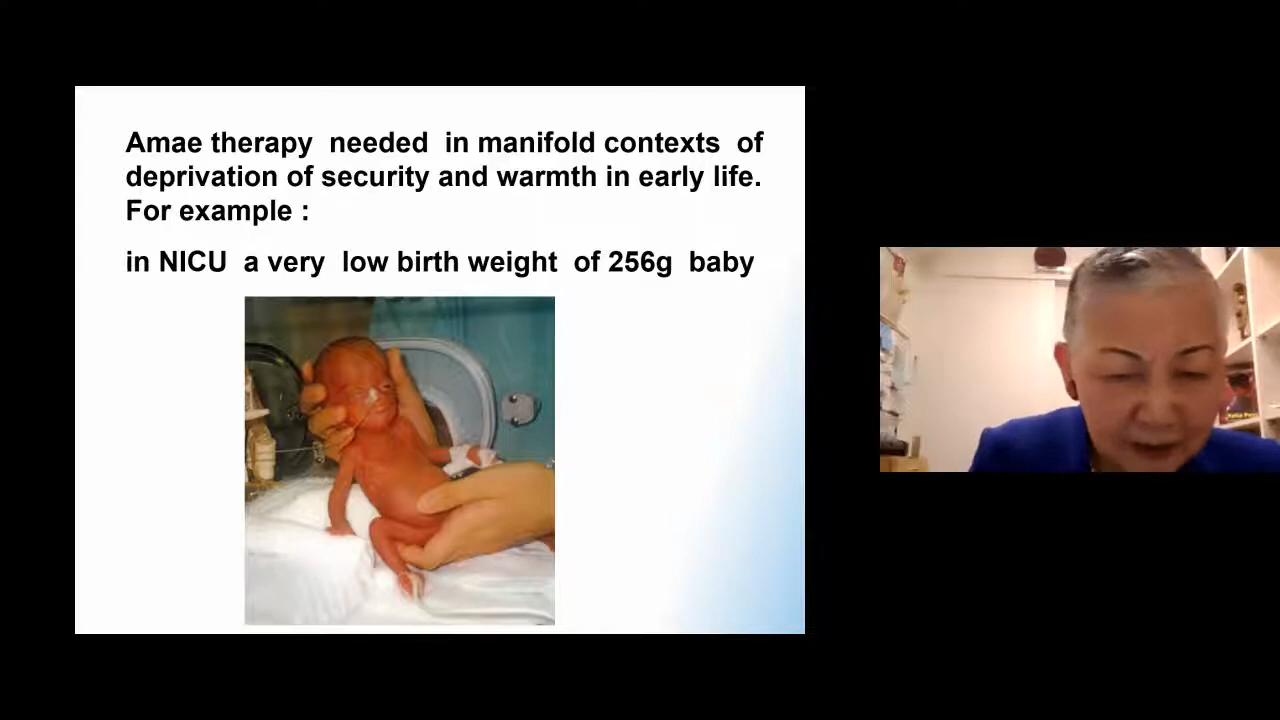 Amae therapy needed in manifold contexts of
deprivation of security and warmth in early life.
For example :
in NICU a very low birth weight of 256g baby